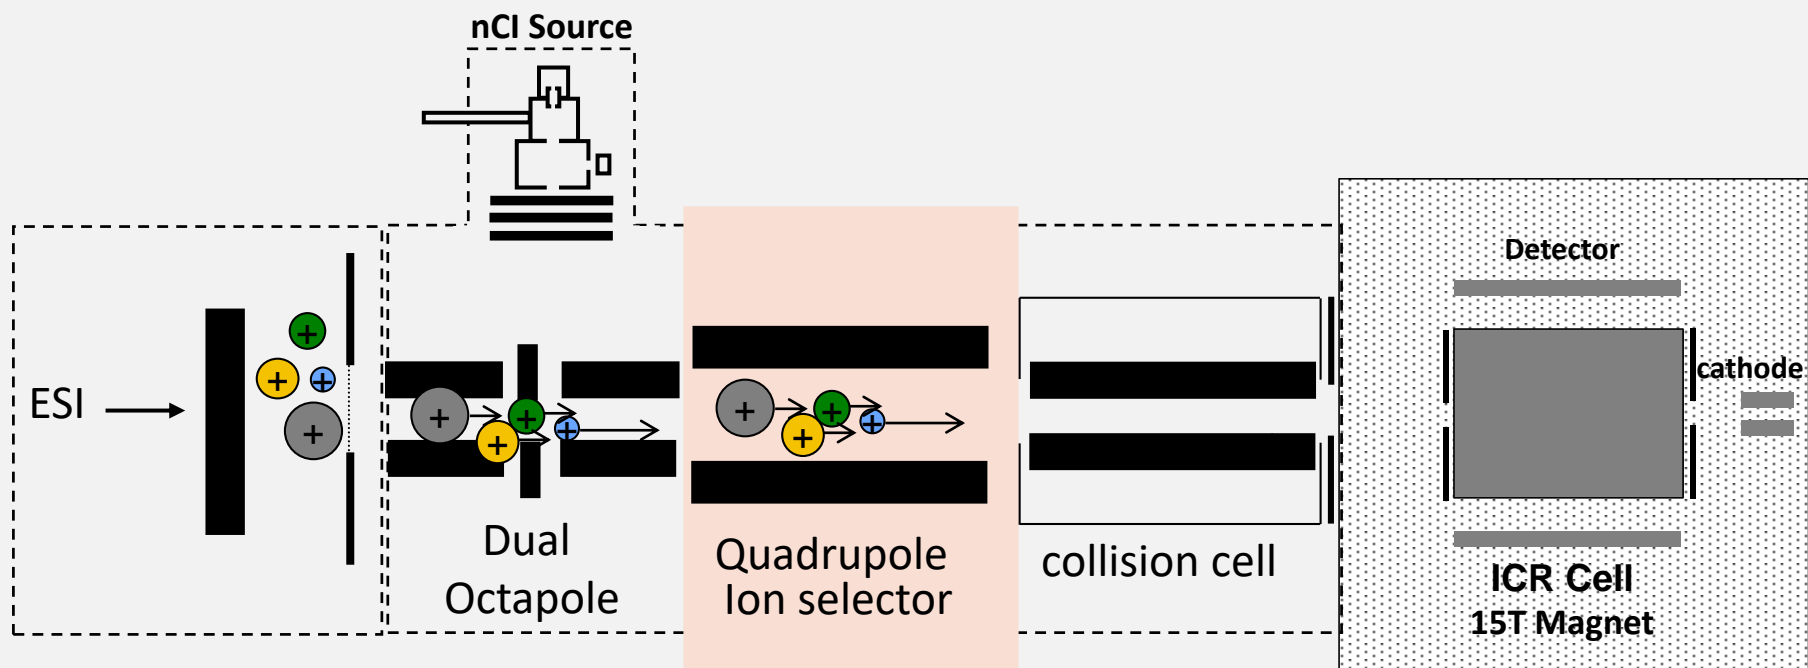 nCI Source
ESI
+
+
+
+
+
+
+
+
Dual
Octapole
+
+
+
+
Quadrupole
Ion selector
collision cell
Detector
cathode
ICR Cell
15T Magnet